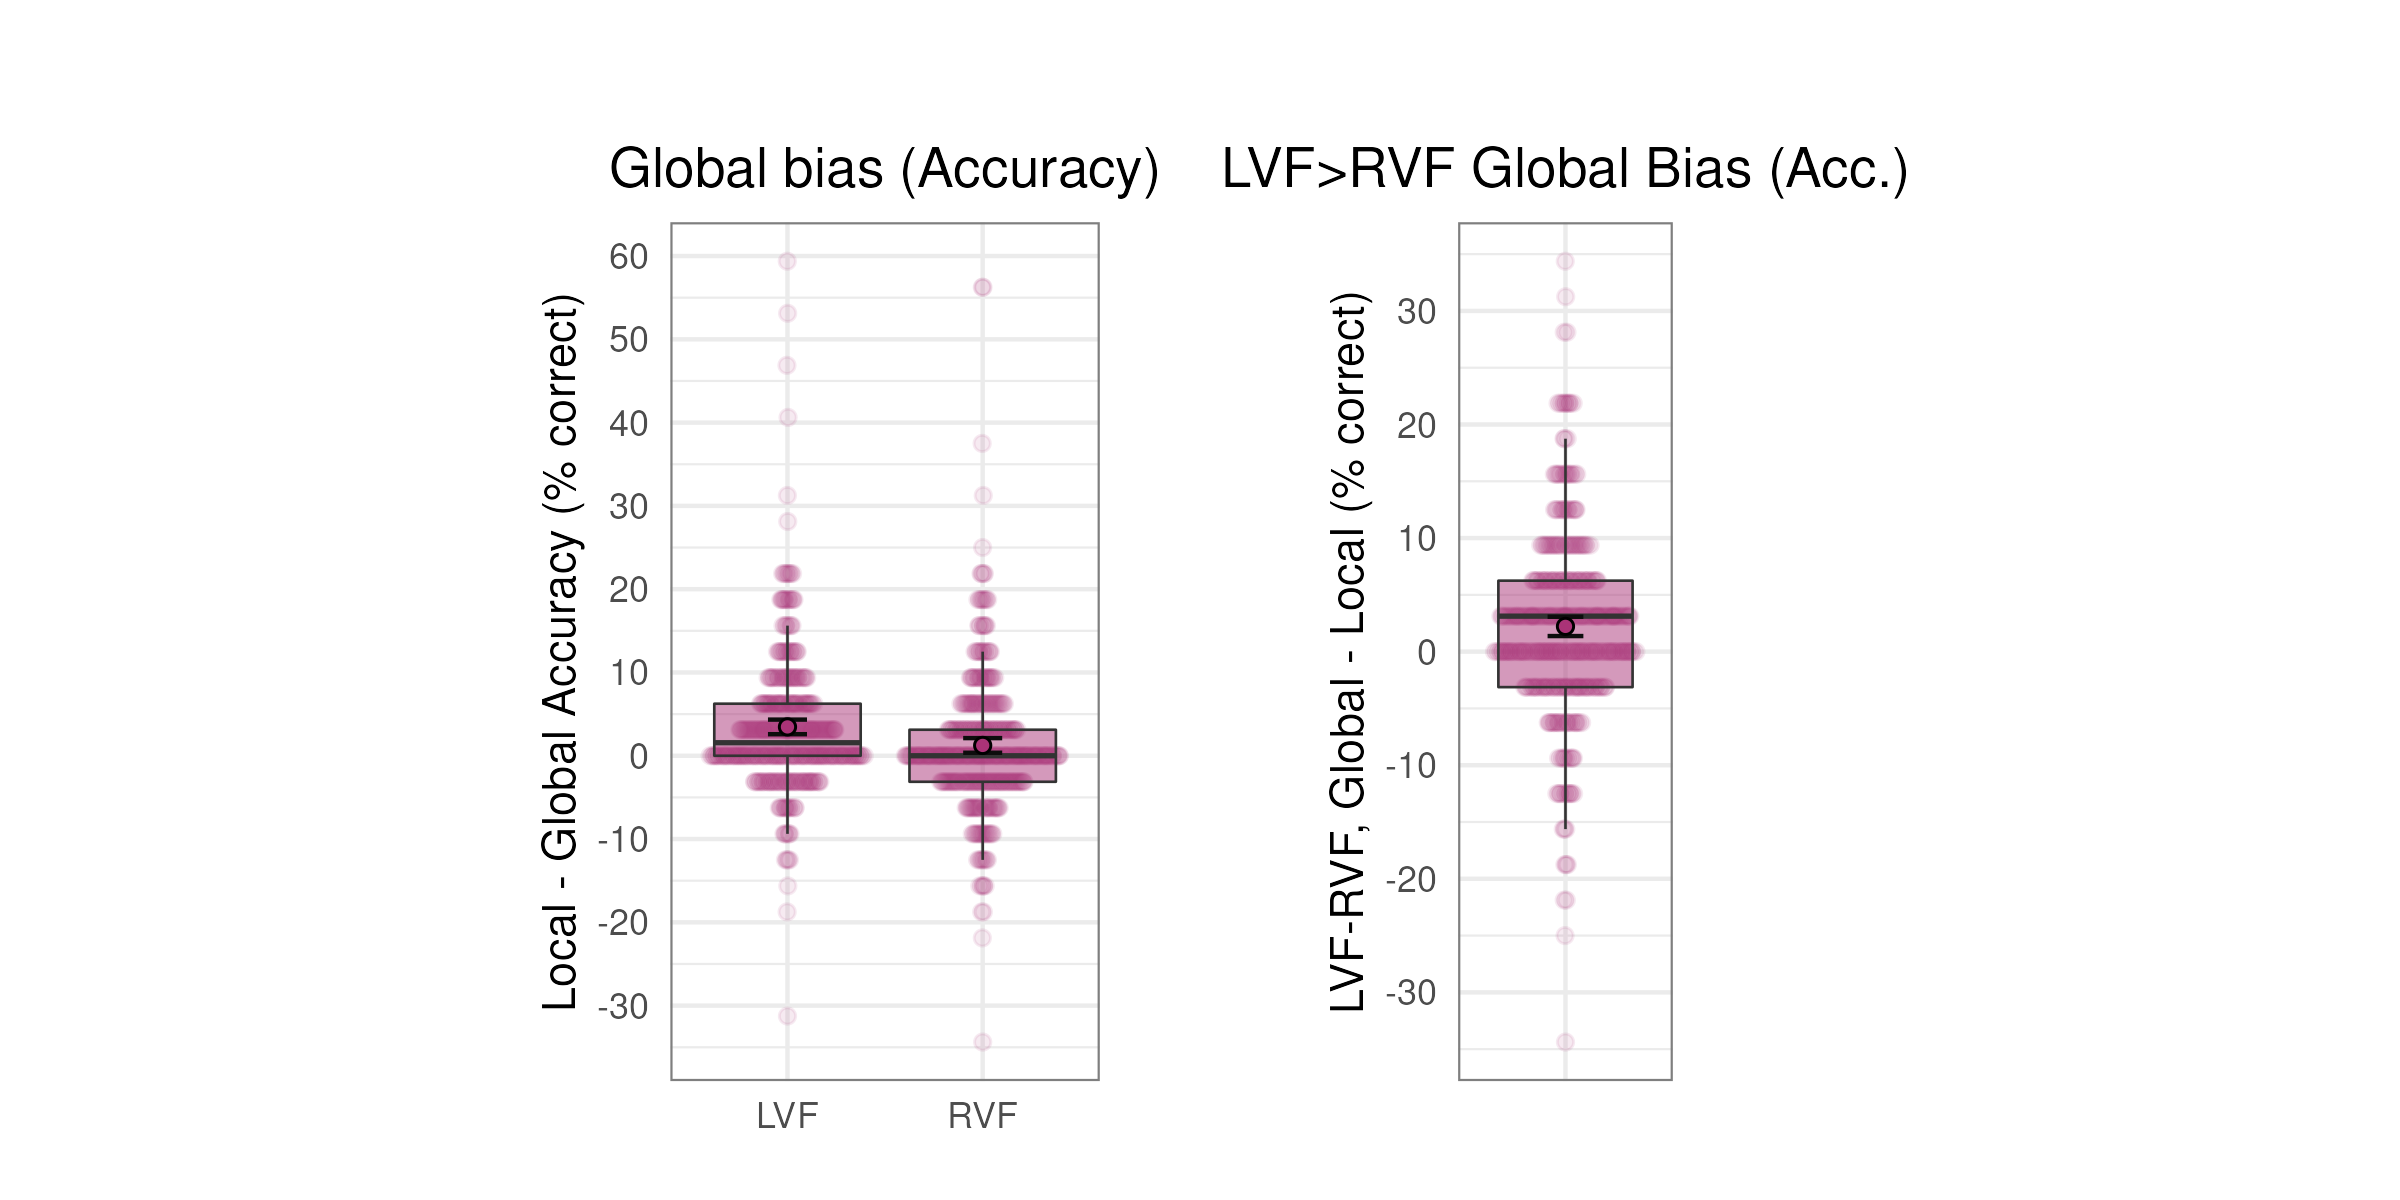 Global bias (Accuracy)
LVF>RVF Global Bias (Acc.)
Local - Global Accuracy (% correct)
60
50
40
30
20
10
0
-10
-20
-30
LVF
RVF
LVF-RVF, Global - Local (% correct)
30
20
10
0
-10
-20
-30